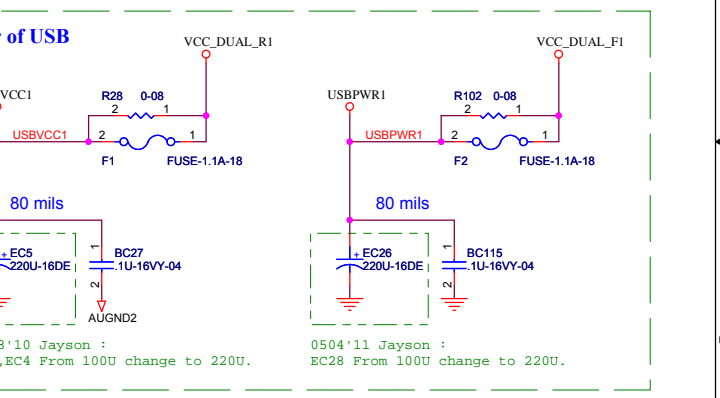 of USB
VCC_DUAL_R1
VCC_DUAL_F1
VCC1
R28 0-08
USBPWR1
R102 0-08
2 1
2 1
USBVCC1 2 1
USBPWR1 2 1
F1 FUSE-1.1A-18
F2 FUSE-1.1A-18
80 mils
80 mils
1
1
+ EC5
BC27
+ EC26
BC115
220U-16DE
.1U-16VY-04
220U-16DE
.1U-16VY-04
2
2
AUGND2
'10 Jayson :
0504'11 Jayson :
,EC4 From 100U change to 220U.
EC28 From 100U change to 220U.